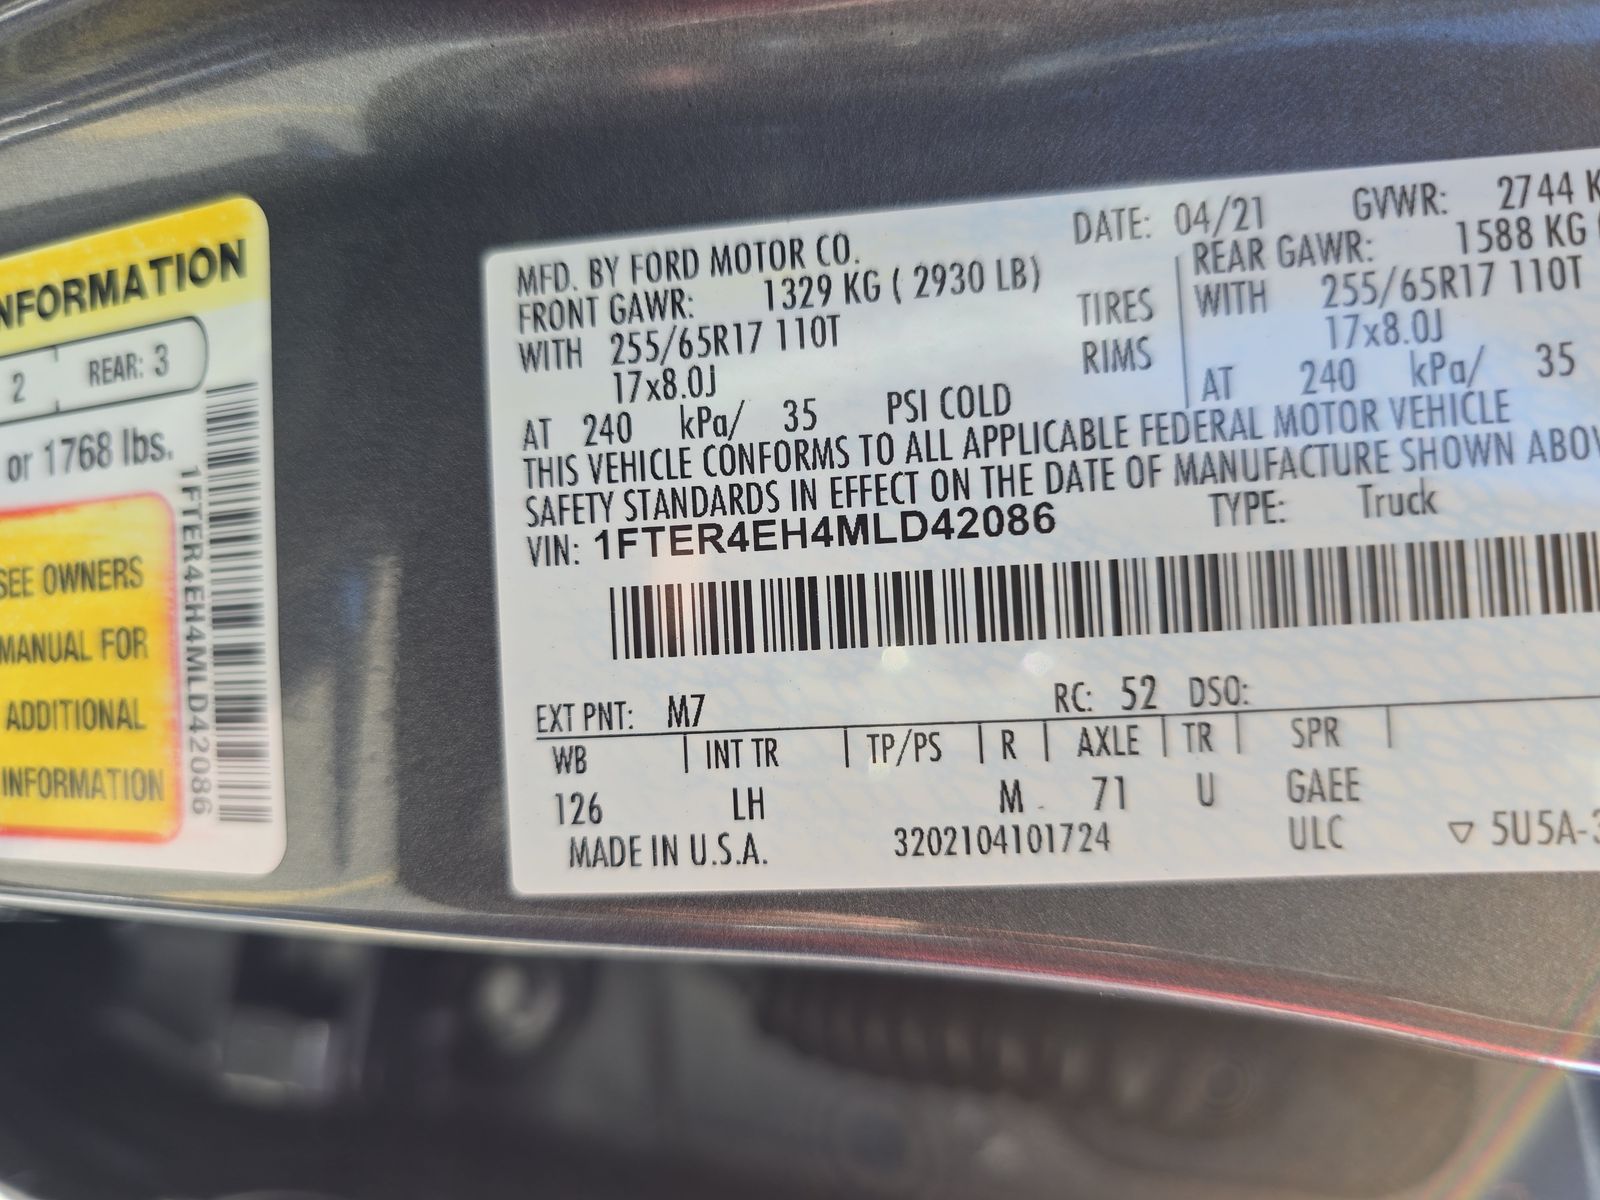 INFORMATION
2 REAR: 3
or 1768 lbs.
SEE OWNERS
MANUAL FOR
ADDITIONAL
INFORMATION
1FTER4EH4MLD42086
MFD. BY FORD MOTOR CO.
DATE: 04/21 GVWR: 2744 K
FRONT GAWR: 1329 KG ( 2930 LB) REAR GAWR: 1588 KG (
WITH 255/65R17 110T TIRES WITH 255/65R17 110T
17x8.0J RIMS 17x8.0J
AT 240 kPa/ 35 PSI COLD AT 240 kPa/ 35
THIS VEHICLE CONFORMS TO ALL APPLICABLE FEDERAL MOTOR VEHICLE
SAFETY STANDARDS IN EFFECT ON THE DATE OF MANUFACTURE SHOWN ABOV
VIN: 1FTER4EH4MLD42086 TYPE: Truck
EXT PNT: M7 RC: 52 DSO:
WB | INT TR | TP/PS | R | AXLE | TR | SPR |
126 LH M 71 U GAEE
MADE IN U.S.A. 3202104101724 ULC ▽ 5U5A-3